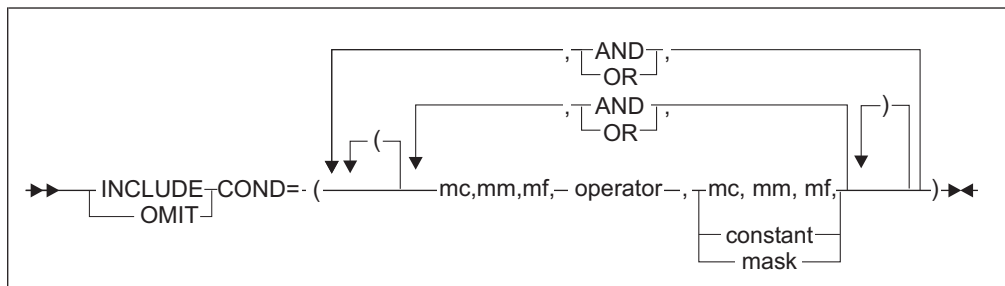 , AND ,
OR
, AND ,
OR
( )
INCLUDE COND= ( mc,mm,mf, operator , mc, mm, mf, )
OMIT
constant
mask